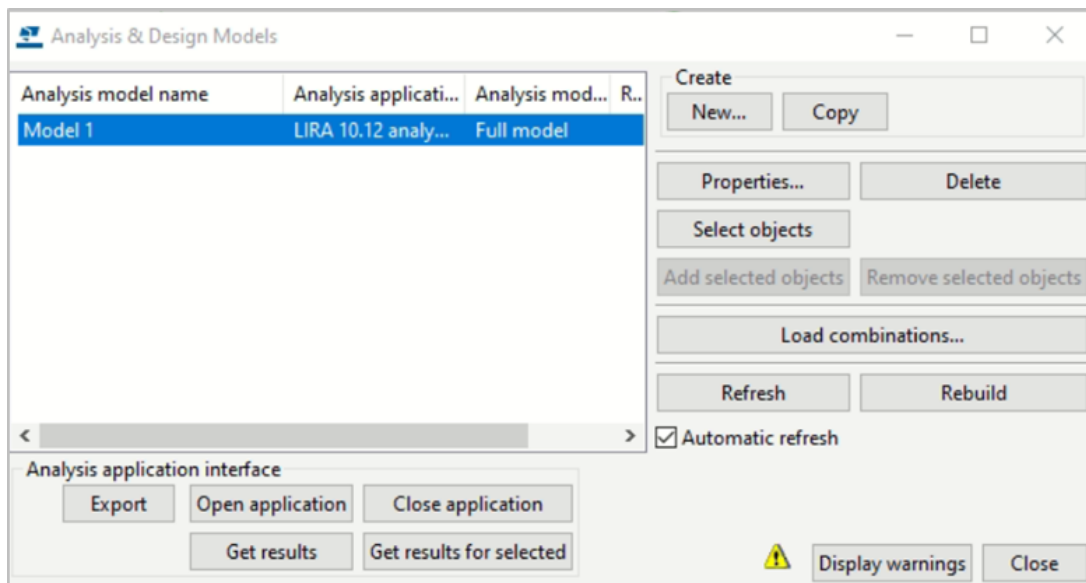 Analysis & Design Models
Analysis model name Analysis applicati... Analysis mod... R..
Model 1 LIRA 10.12 analy... Full model
Create
New... Copy
Properties... Delete
Select objects
Add selected objects Remove selected objects
Load combinations...
Refresh Rebuild
Automatic refresh
Analysis application interface
Export Open application Close application
Get results Get results for selected
Display warnings Close